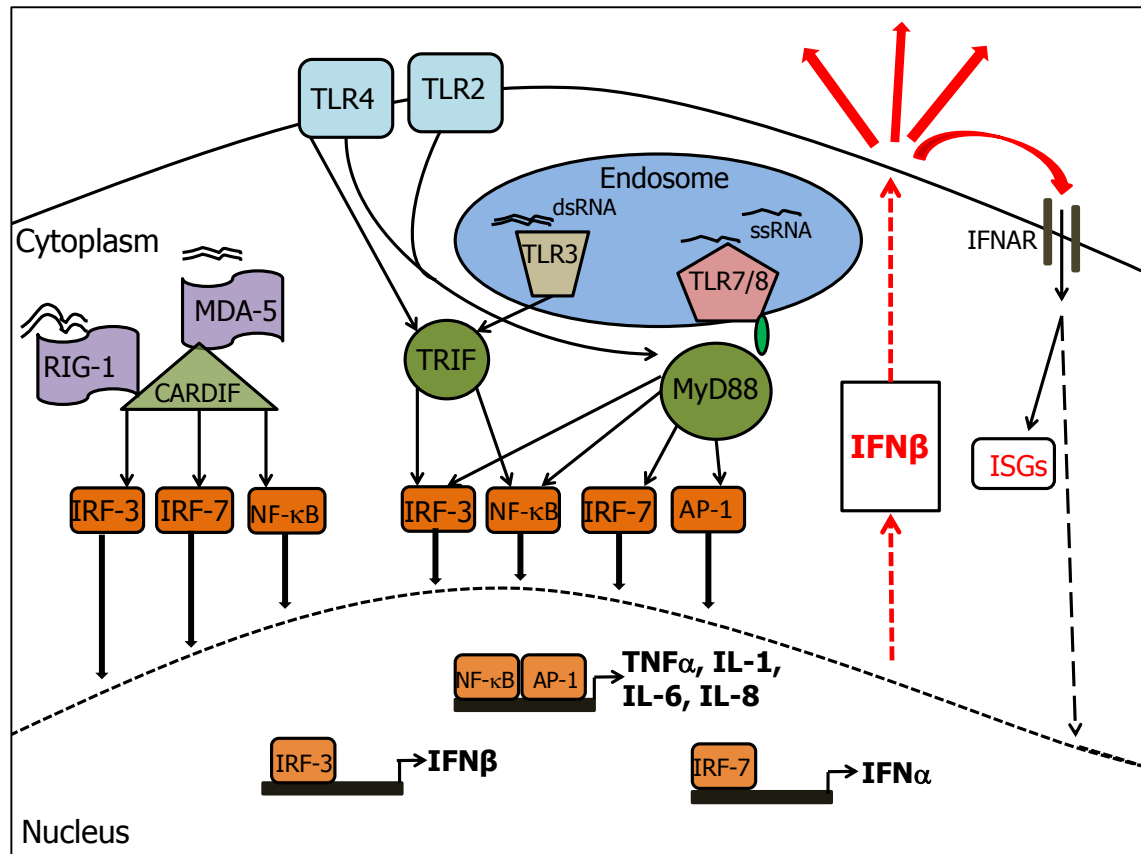 TLR4
TLR2
Endosome
dsRNA
ssRNA
Cytoplasm
TLR3
TLR7/8
IFNAR
MDA-5
RIG-1
CARDIF
TRIF
MyD88
IFNβ
ISGs
IRF-3
IRF-7
NF-κB
IRF-3
NF-κB
IRF-7
AP-1
NF-κB
AP-1
TNFα, IL-1,
IL-6, IL-8
IRF-3
IFNβ
IRF-7
IFNα
Nucleus